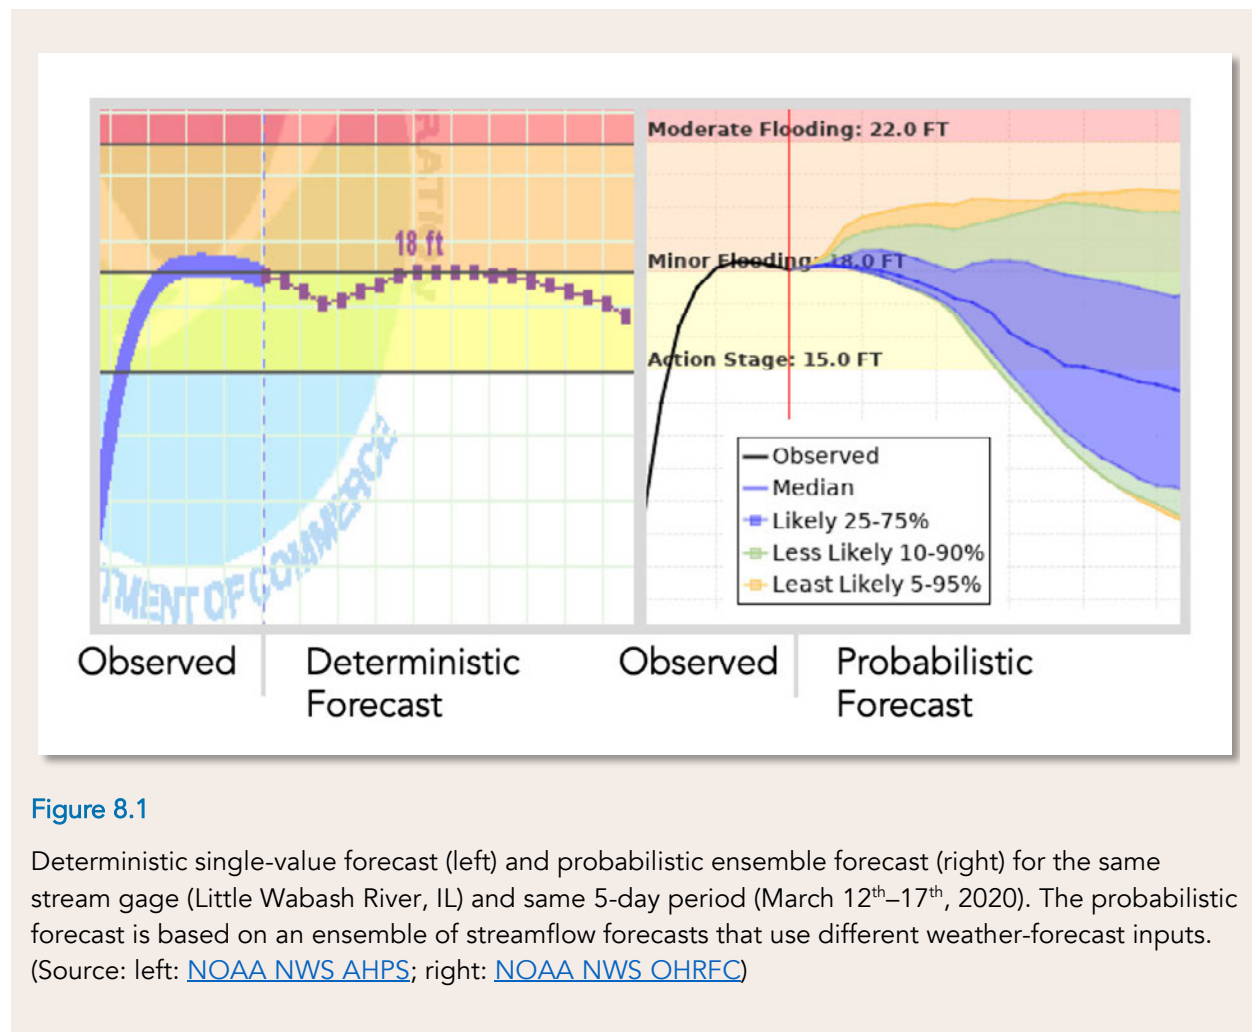 Moderate Flooding: 22.0 FT
RATION
18 ft
Minor Flooding: 18.0 FT
Action Stage: 15.0 FT
TMENT OF COMMERCE
Observed
Median
Likely 25-75%
Less Likely 10-90%
Least Likely 5-95%
Observed
Deterministic
Forecast
Observed
Probabilistic
Forecast
Figure 8.1
Deterministic single-value forecast (left) and probabilistic ensemble forecast (right) for the same
stream gage (Little Wabash River, IL) and same 5-day period (March 12th–17th, 2020). The probabilistic
forecast is based on an ensemble of streamflow forecasts that use different weather-forecast inputs.
(Source: left: NOAA NWS AHPS; right: NOAA NWS OHRFC)